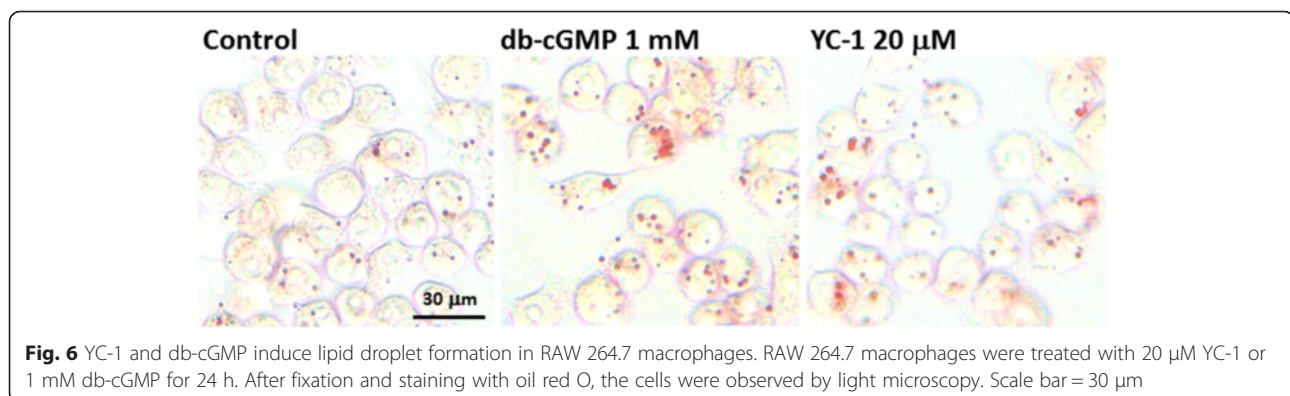 Control db-cGMP 1 mM YC-1 20 µM
30 µm
Fig. 6 YC-1 and db-cGMP induce lipid droplet formation in RAW 264.7 macrophages. RAW 264.7 macrophages were treated with 20 µM YC-1 or
1 mM db-cGMP for 24 h. After fixation and staining with oil red O, the cells were observed by light microscopy. Scale bar = 30 µm